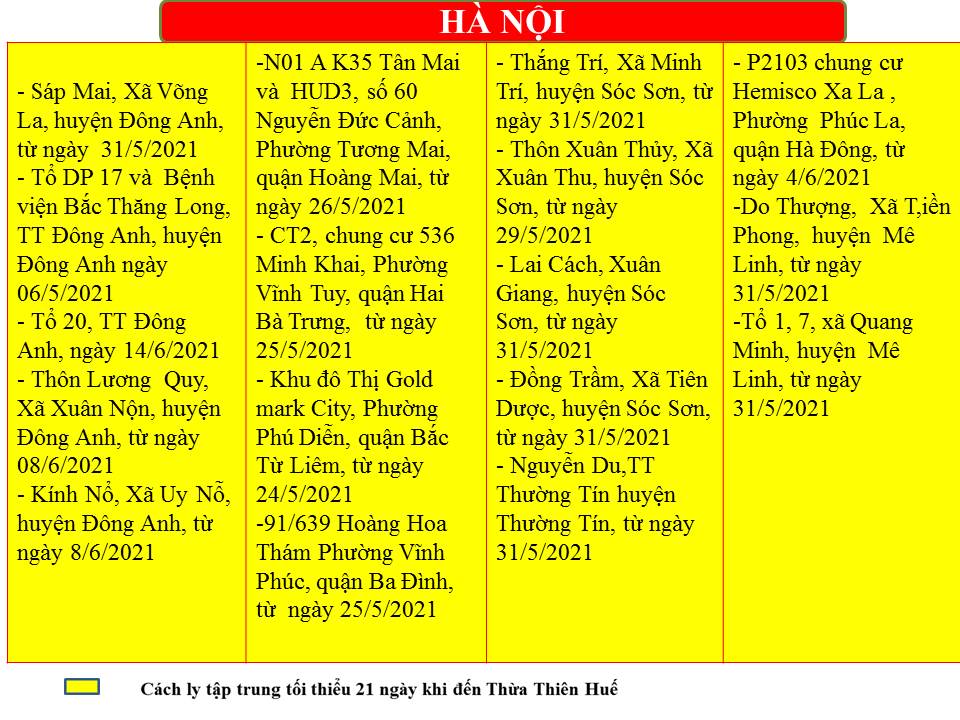 HÀ NỘI
- Sáp Mai, Xã Võng
La, huyện Đông Anh,
từ ngày 31/5/2021
- Tổ DP 17 và Bệnh
viện Bắc Thăng Long,
TT Đông Anh, huyện
Đông Anh ngày
06/5/2021
- Tổ 20, TT Đông
Anh, ngày 14/6/2021
- Thôn Lương Quy,
Xã Xuân Nộn, huyện
Đông Anh, từ ngày
08/6/2021
- Kính Nổ, Xã Uy Nỗ,
huyện Đông Anh, từ
ngày 8/6/2021
-N01 A K35 Tân Mai
và HUD3, số 60
Nguyễn Đức Cảnh,
Phường Tương Mai,
quận Hoàng Mai, từ
ngày 26/5/2021
- CT2, chung cư 536
Minh Khai, Phường
Vĩnh Tuy, quận Hai
Bà Trưng, từ ngày
25/5/2021
- Khu đô Thị Gold
mark City, Phường
Phú Diễn, quận Bắc
Từ Liêm, từ ngày
24/5/2021
-91/639 Hoàng Hoa
Thám Phường Vĩnh
Phúc, quận Ba Đình,
từ ngày 25/5/2021
- Thắng Trí, Xã Minh
Trí, huyện Sóc Sơn, từ
ngày 31/5/2021
- Thôn Xuân Thủy, Xã
Xuân Thu, huyện Sóc
Sơn, từ ngày
29/5/2021
- Lai Cách, Xuân
Giang, huyện Sóc
Sơn, từ ngày
31/5/2021
- Đồng Trầm, Xã Tiên
Dược, huyện Sóc Sơn,
từ ngày 31/5/2021
- Nguyễn Du,TT
Thường Tín huyện
Thường Tín, từ ngày
31/5/2021
- P2103 chung cư
Hemisco Xa La ,
Phường Phúc La,
quận Hà Đông, từ
ngày 4/6/2021
-Do Thượng, Xã T,iền
Phong, huyện Mê
Linh, từ ngày
31/5/2021
-Tổ 1, 7, xã Quang
Minh, huyện Mê
Linh, từ ngày
31/5/2021
Cách ly tập trung tối thiểu 21 ngày khi đến Thừa Thiên Huế